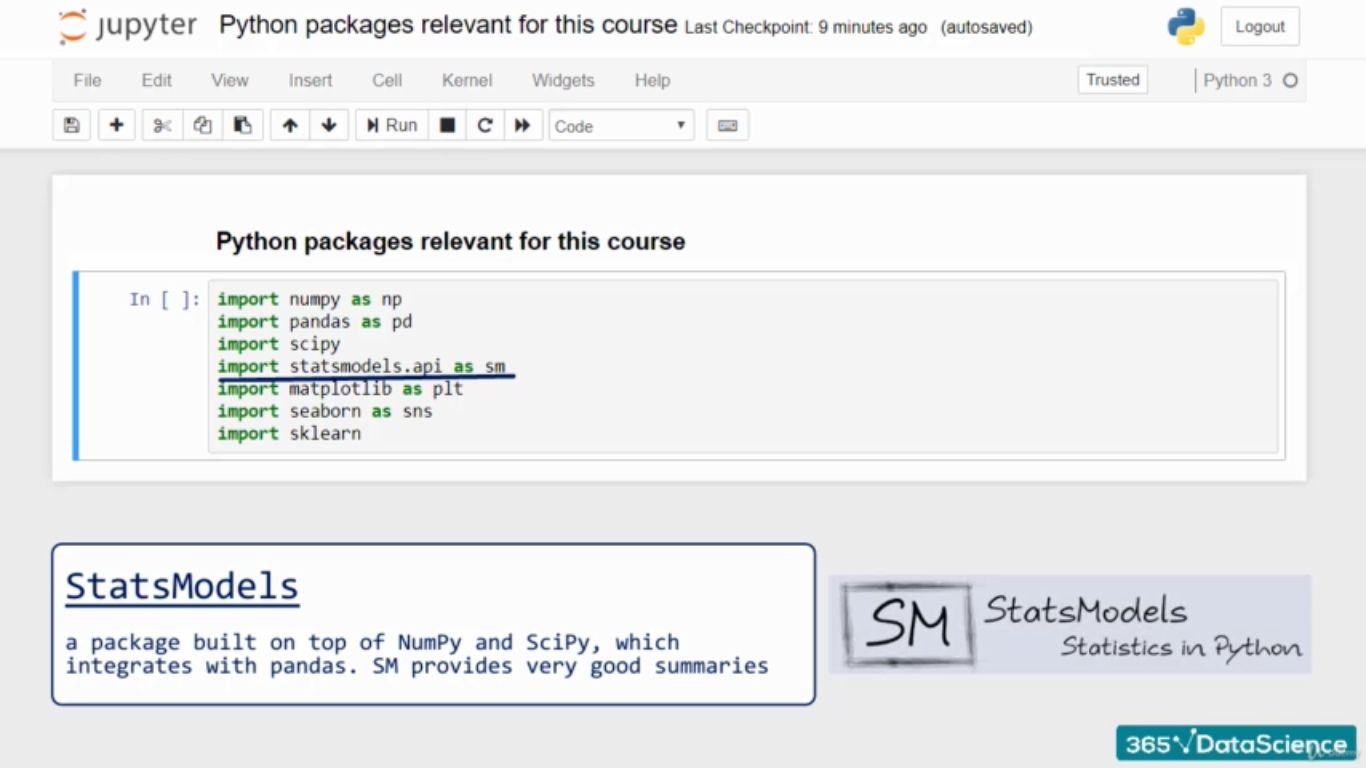 jupyter Python packages relevant for this course Last Checkpoint: 9 minutes ago (autosaved) Logout
File Edit View Insert Cell Kernel Widgets Help Trusted Python 3
Run Code
Python packages relevant for this course
In [ ]: import numpy as np
import pandas as pd
import scipy
import statsmodels.api as sm
import matplotlib as plt
import seaborn as sns
import sklearn
StatsModels
a package built on top of NumPy and SciPy, which
integrates with pandas. SM provides very good summaries
SM StatsModels
Statistics in Python
365 DataScience